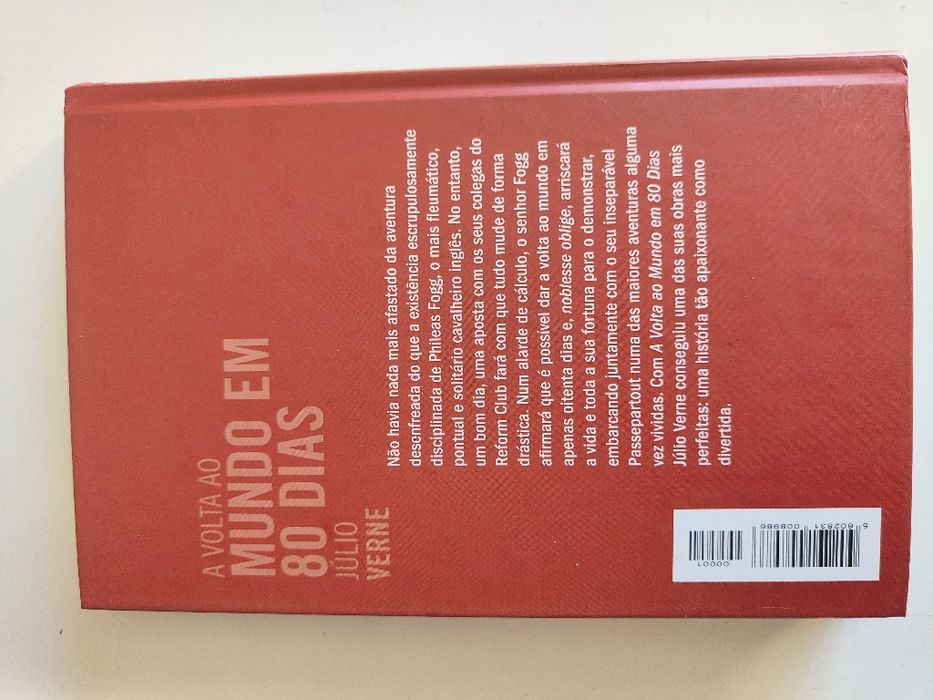 A VOLTA AO
MUNDO EM
80 DIAS
JÚLIO
VERNE
Não havia nada mais afastado da aventura
desenfreada do que a existência escrupulosamente
disciplinada de Phileas Fogg, o mais fleumático,
pontual e solitário cavalheiro inglês. No entanto,
um bom dia, uma aposta com os seus colegas do
Reform Club fará com que tudo mude de forma
drástica. Num alarde de cálculo, o senhor Fogg
afirmará que é possível dar a volta ao mundo em
apenas oitenta dias e, noblesse oblige, arriscará
a vida e toda a sua fortuna para o demonstrar,
embarcando juntamente com o seu inseparável
Passepartout numa das maiores aventuras alguma
vez vividas. Com A Volta ao Mundo em 80 Dias
Júlio Verne conseguiu uma das suas obras mais
perfeitas: uma história tão apaixonante como
divertida.
00001
5 602831 008986